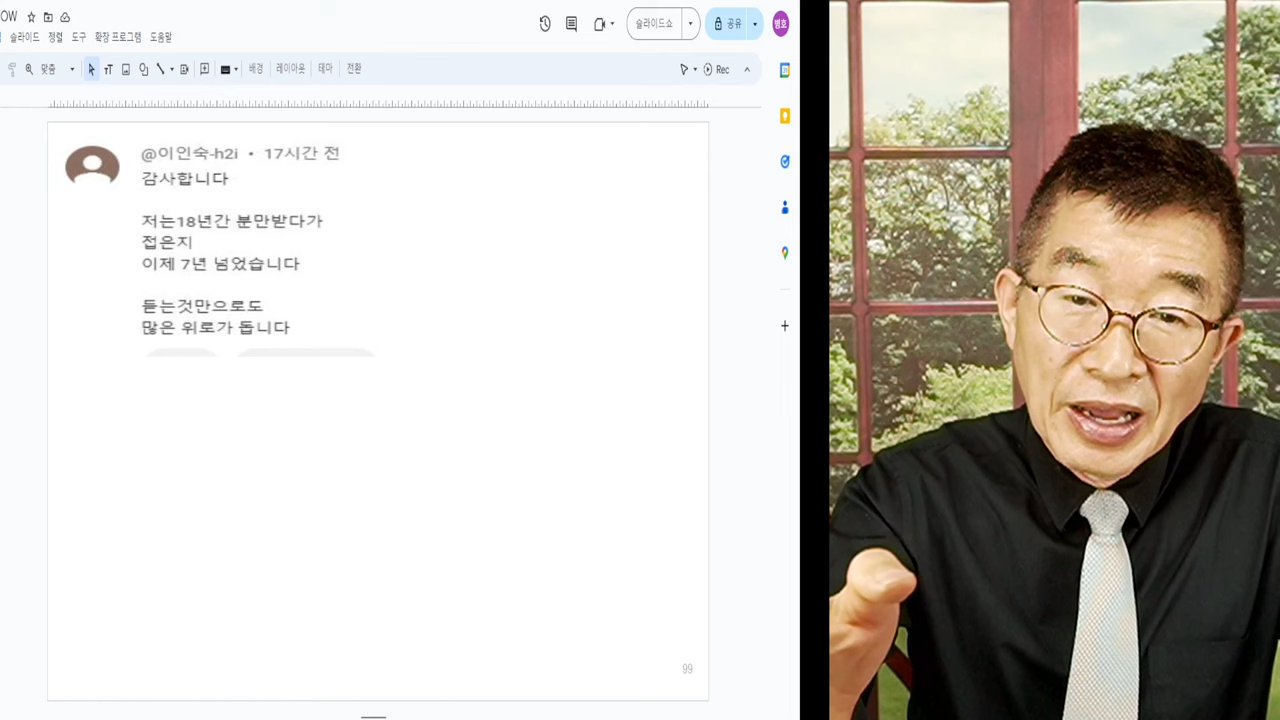 OW
슬라이드 정렬 도구 확장 프로그램 도움말
슬라이드쇼
공유
병호
맞춤
배경 레이아웃 테마 전환
Rec
@이인숙-h2i • 17시간 전
감사합니다
저는18년간 분만받다가
접은지
이제 7년 넘었습니다
듣는것만으로도
많은 위로가 돕니다
99